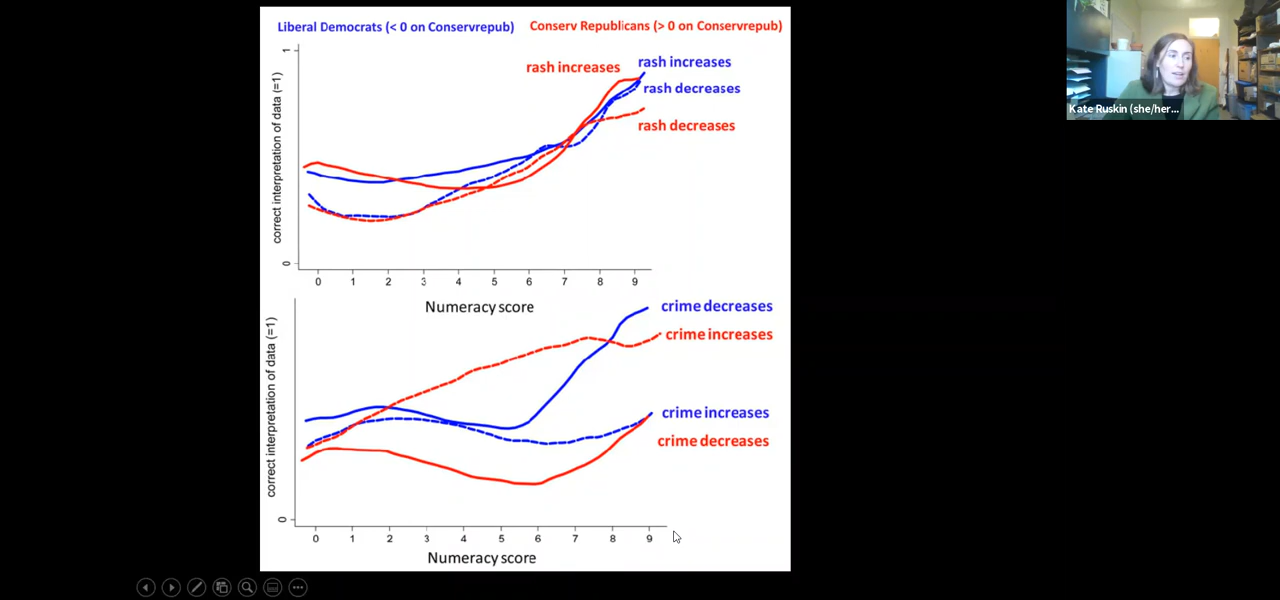 Liberal Democrats (< 0 on Conservrepub)
Conserv Republicans (> 0 on Conservrepub)
1
correct interpretation of data (=1)
0
rash increases
rash increases
rash decreases
rash decreases
0 1 2 3 4 5 6 7 8 9
Numeracy score
correct interpretation of data (=1)
0
crime decreases
crime increases
crime increases
crime decreases
0 1 2 3 4 5 6 7 8 9
Numeracy score
Kate Ruskin (she/her...